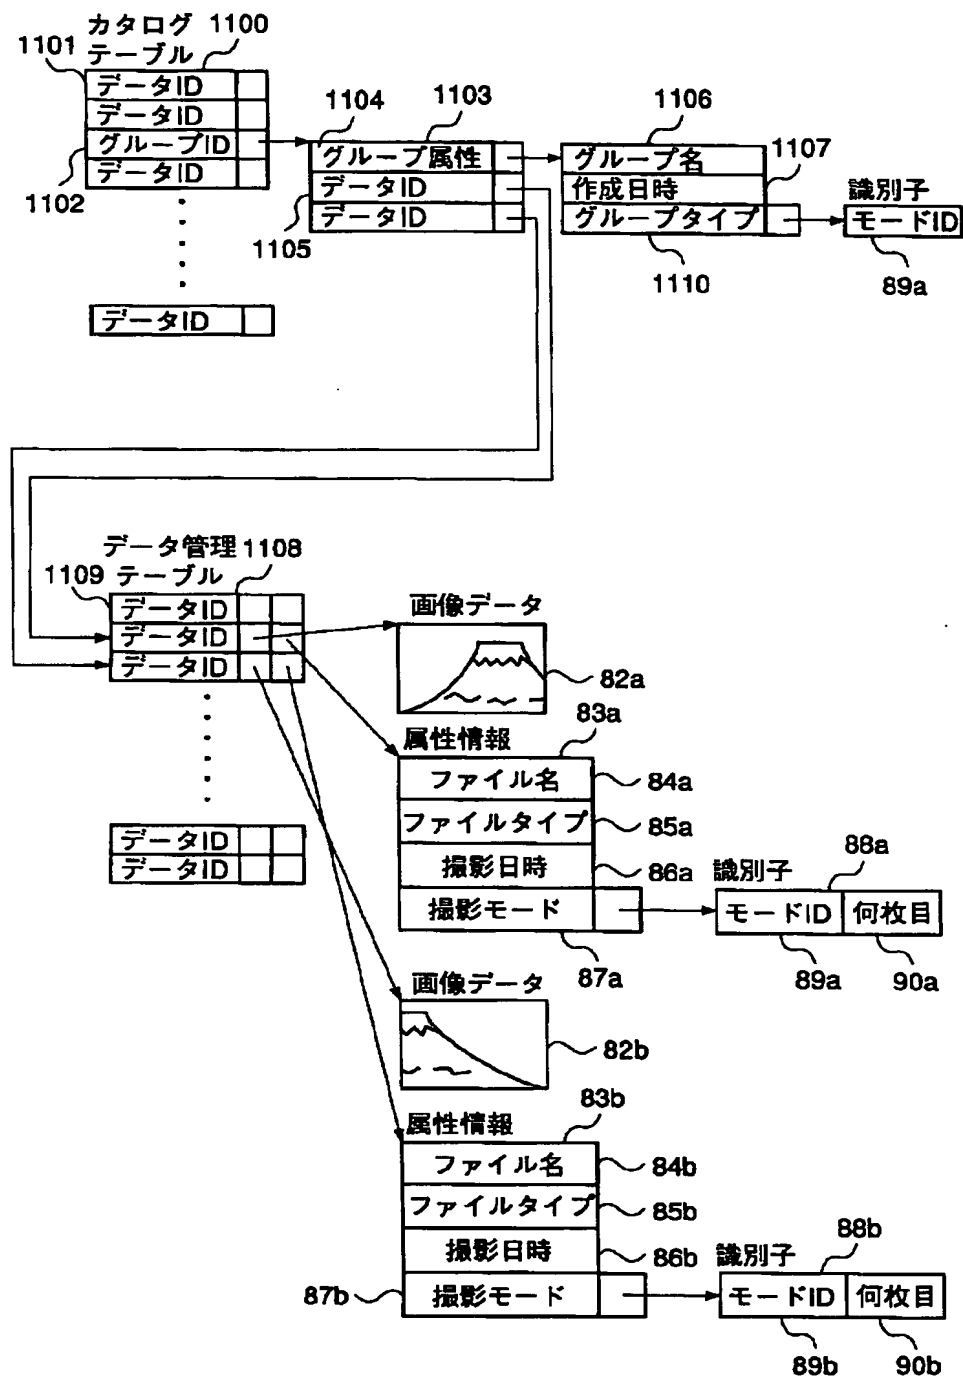 カタログ
テーブル
1100
1101
データID
データID
グループID
データID
1102
データID
1104
1103
グループ属性
データID
データID
1105
1106
グループ名
作成日時
グループタイプ
1107
1110
識別子
モードID
89a
データ管理
テーブル
1108
1109
データID
データID
データID
データID
データID
画像データ
82a
属性情報
83a
ファイル名
84a
ファイルタイプ
85a
撮影日時
86a
撮影モード
87a
識別子
88a
モードID
何枚目
89a
90a
画像データ
82b
属性情報
83b
ファイル名
84b
ファイルタイプ
85b
撮影日時
86b
撮影モード
87b
識別子
88b
モードID
何枚目
89b
90b